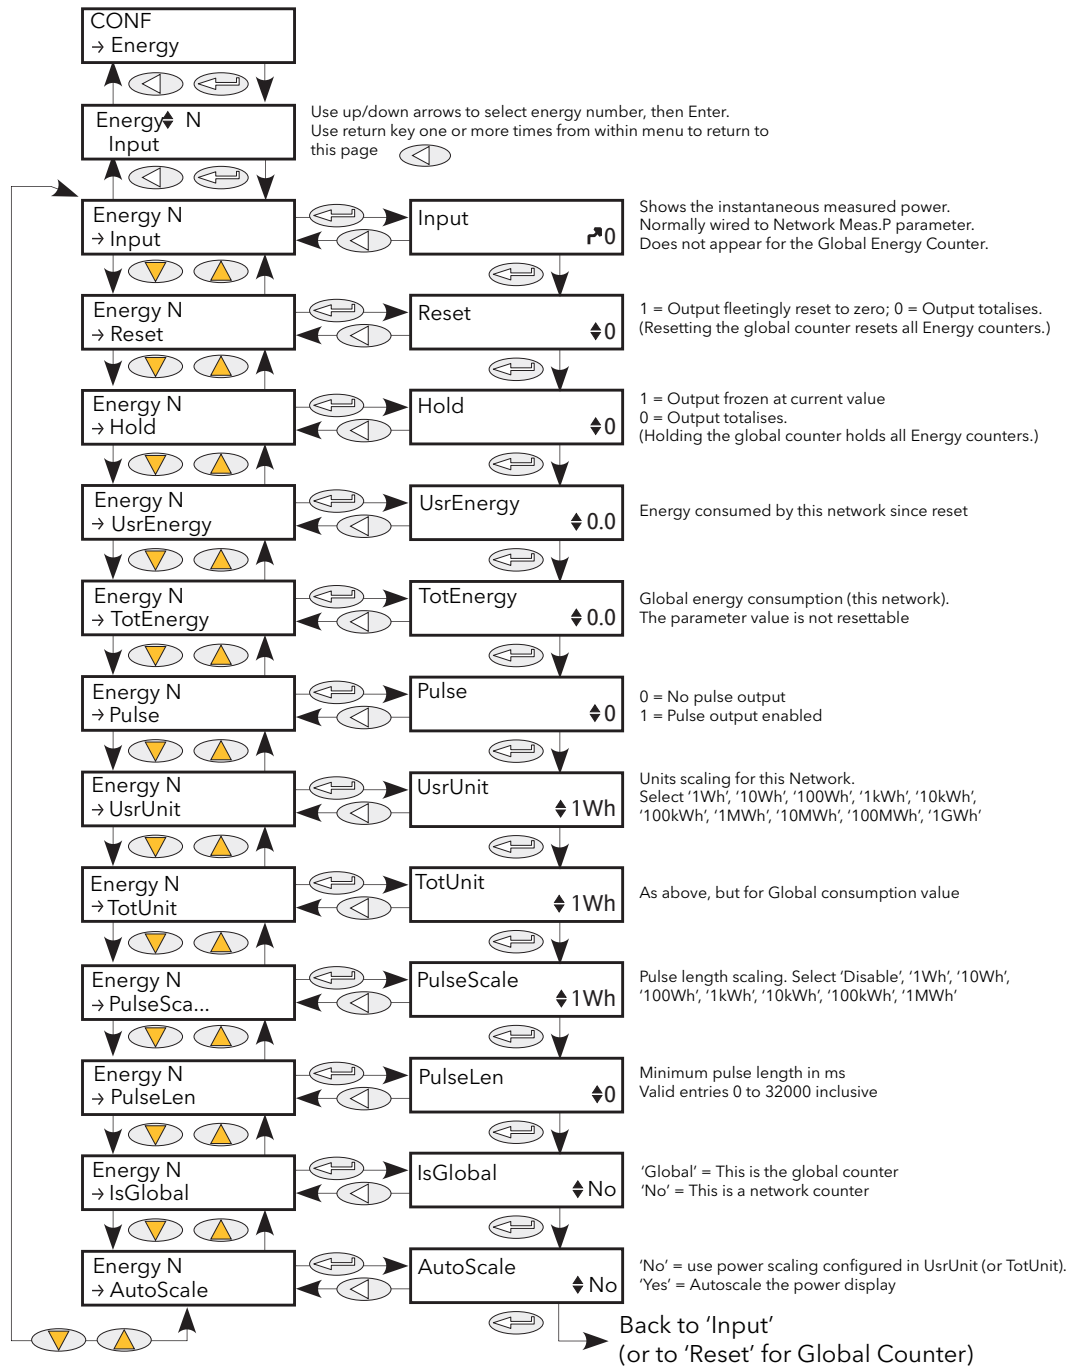 CONF
→ Energy
Energy N
Input
Use up/down arrows to select energy number, then Enter.
Use return key one or more times from within menu to return to
this page
Energy N
→ Input
Input
0
Shows the instantaneous measured power.
Normally wired to Network Meas.P parameter.
Does not appear for the Global Energy Counter.
Energy N
→ Reset
Reset
0
1 = Output fleetingly reset to zero; 0 = Output totalises.
(Resetting the global counter resets all Energy counters.)
Energy N
→ Hold
Hold
0
1 = Output frozen at current value
0 = Output totalises.
(Holding the global counter holds all Energy counters.)
Energy N
→ UsrEnergy
UsrEnergy
0.0
Energy consumed by this network since reset
Energy N
→ TotEnergy
TotEnergy
0.0
Global energy consumption (this network).
The parameter value is not resettable
Energy N
→ Pulse
Pulse
0
0 = No pulse output
1 = Pulse output enabled
Energy N
→ UsrUnit
UsrUnit
1Wh
Units scaling for this Network.
Select ‘1Wh’, ‘10Wh’, ‘100Wh’, ‘1kWh’, ‘10kWh’,
‘100kWh’, ‘1MWh’, ‘10MWh’, ‘100MWh’, ‘1GWh’
Energy N
→ TotUnit
TotUnit
1Wh
As above, but for Global consumption value
Energy N
→ PulseSca...
PulseScale
1Wh
Pulse length scaling. Select ‘Disable’, ‘1Wh’, ‘10Wh’,
‘100Wh’, ‘1kWh’, ‘10kWh’, ‘100kWh’, ‘1MWh’
Energy N
→ PulseLen
PulseLen
0
Minimum pulse length in ms
Valid entries 0 to 32000 inclusive
Energy N
→ IsGlobal
IsGlobal
No
‘Global’ = This is the global counter
‘No’ = This is a network counter
Energy N
→ AutoScale
AutoScale
No
‘No’ = use power scaling configured in UsrUnit (or TotUnit).
‘Yes’ = Autoscale the power display
Back to ‘Input’
(or to ‘Reset’ for Global Counter)